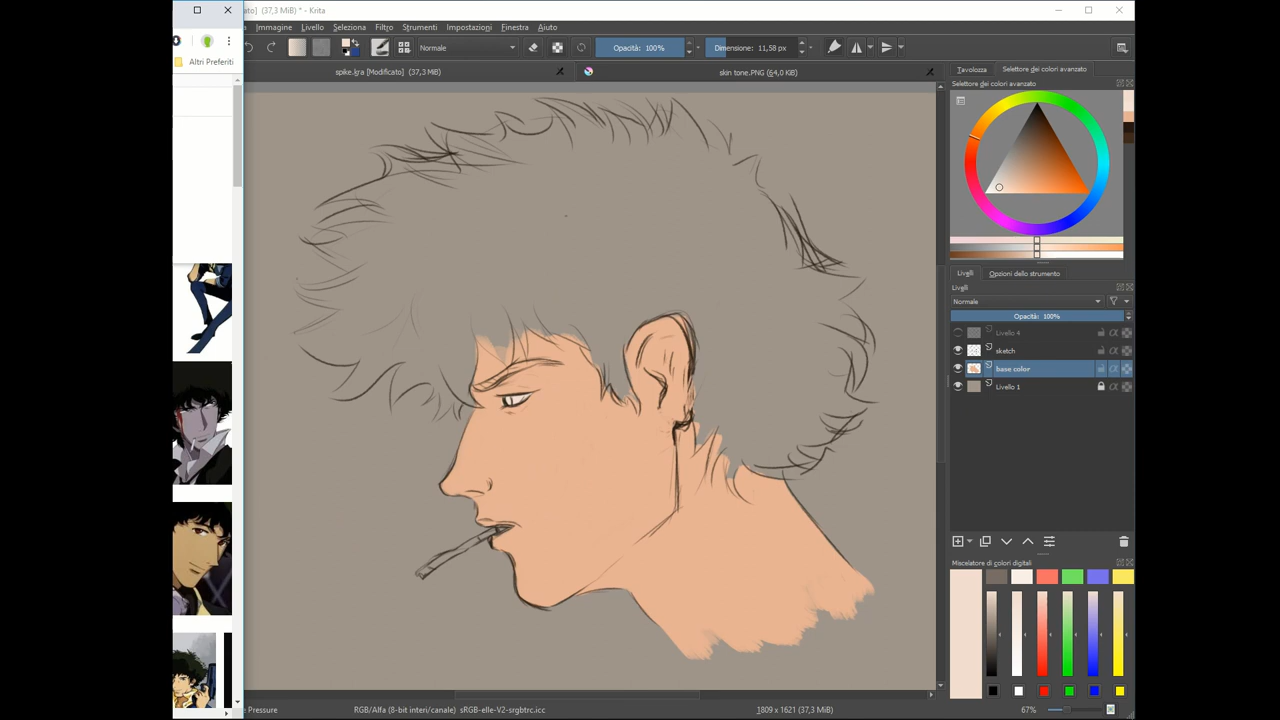 ato] (37,3 MiB) * - Krita
Immagine Livello Seleziona Filtro Strumenti Impostazioni Finestra Aiuto
Normale Opacità: 100% Dimensione: 11,58 px
Altri Preferiti
spike.kra [Modificato] (37,3 MiB) skin tone.PNG (64,0 KiB)
Tavolozza Selettore dei colori avanzato
Selettore dei colori avanzato
Livelli Opzioni dello strumento
Livelli
Normale
Opacità: 100%
Livello 4
sketch
base color
Livello 1
Miscelatore di colori digitali
Pressure RGB/Alfa (8-bit interi/canale) sRGB-elle-V2-srgbtrc.icc 1809 x 1621 (37,3 MiB) 67%